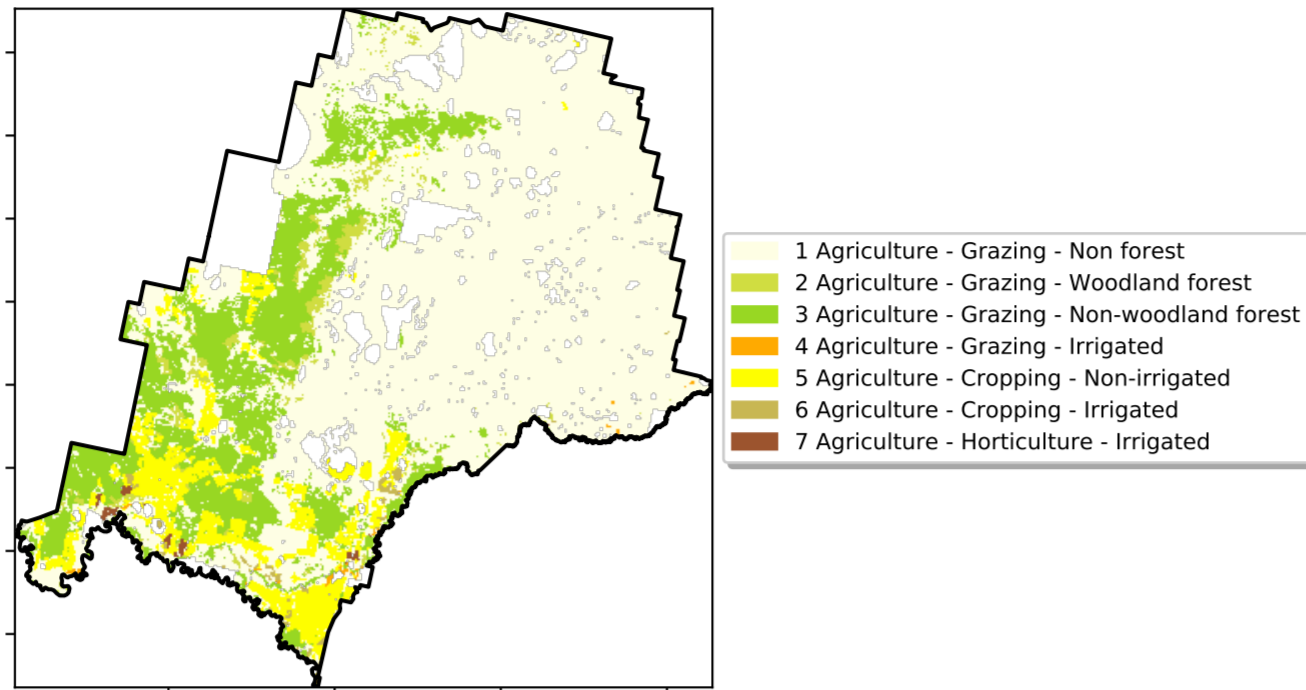 1 Agriculture - Grazing - Non forest
2 Agriculture - Grazing - Woodland forest
3 Agriculture - Grazing - Non-woodland forest
4 Agriculture - Grazing - Irrigated
5 Agriculture - Cropping - Non-irrigated
6 Agriculture - Cropping - Irrigated
7 Agriculture - Horticulture - Irrigated